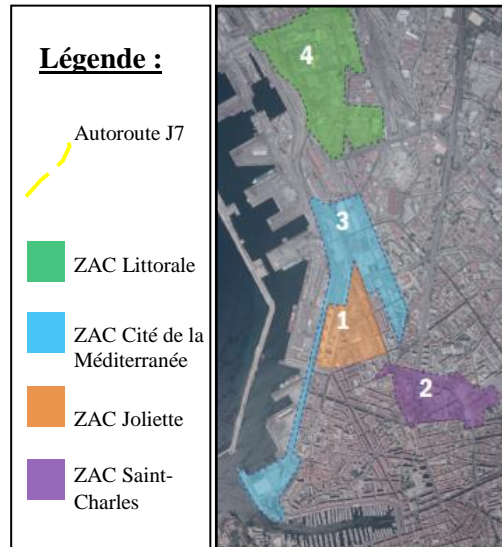 Légende :
Autoroute J7
ZAC Littorale
ZAC Cité de la
Méditerranée
ZAC Joliette
ZAC Saint-
Charles
4
3
1
2